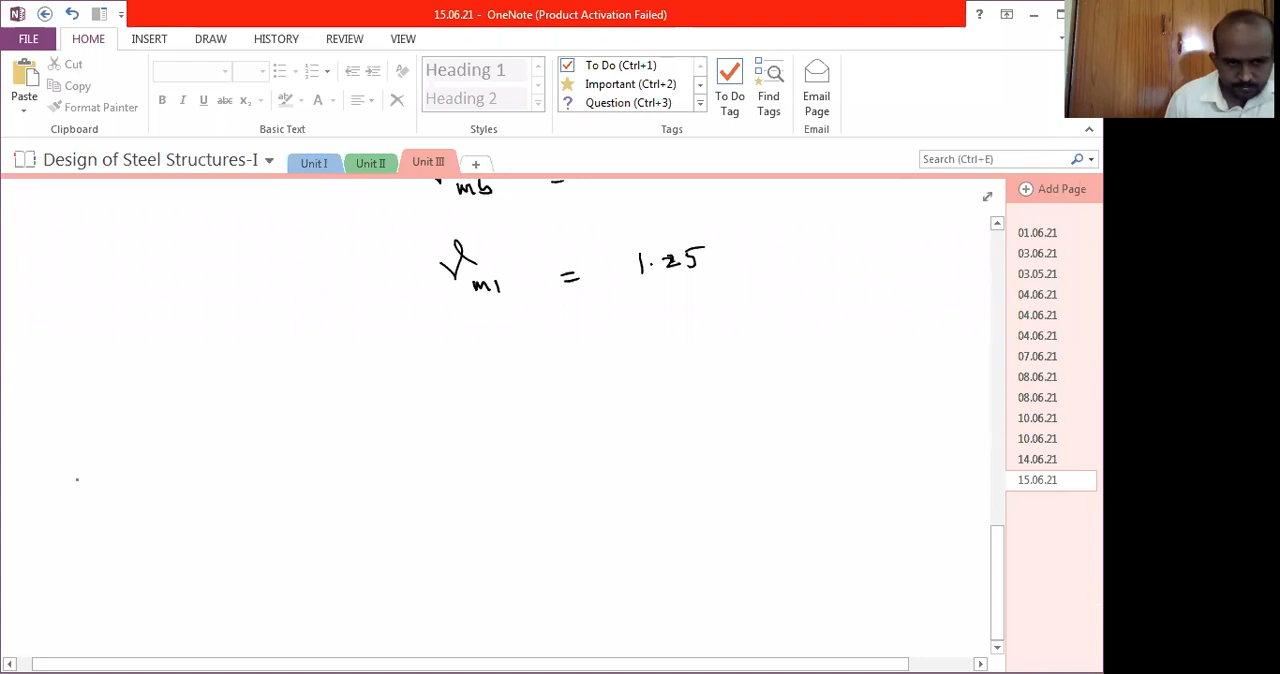 15.06.21 - OneNote (Product Activation Failed)
?
FILE HOME INSERT DRAW HISTORY REVIEW VIEW
Paste
Cut
Copy
Format Painter
Clipboard
B I U abc x₂ A
Basic Text
Heading 1
Heading 2
Styles
To Do (Ctrl+1)
Important (Ctrl+2)
? Question (Ctrl+3)
Tags
To Do Tag
Find Tags
Email Page
Email
Design of Steel Structures-I
Unit I Unit II Unit III +
Search (Ctrl+E)
Add Page
01.06.21
03.06.21
03.05.21
04.06.21
04.06.21
04.06.21
07.06.21
08.06.21
08.06.21
10.06.21
10.06.21
14.06.21
15.06.21
mb =
γm1 = 1.25